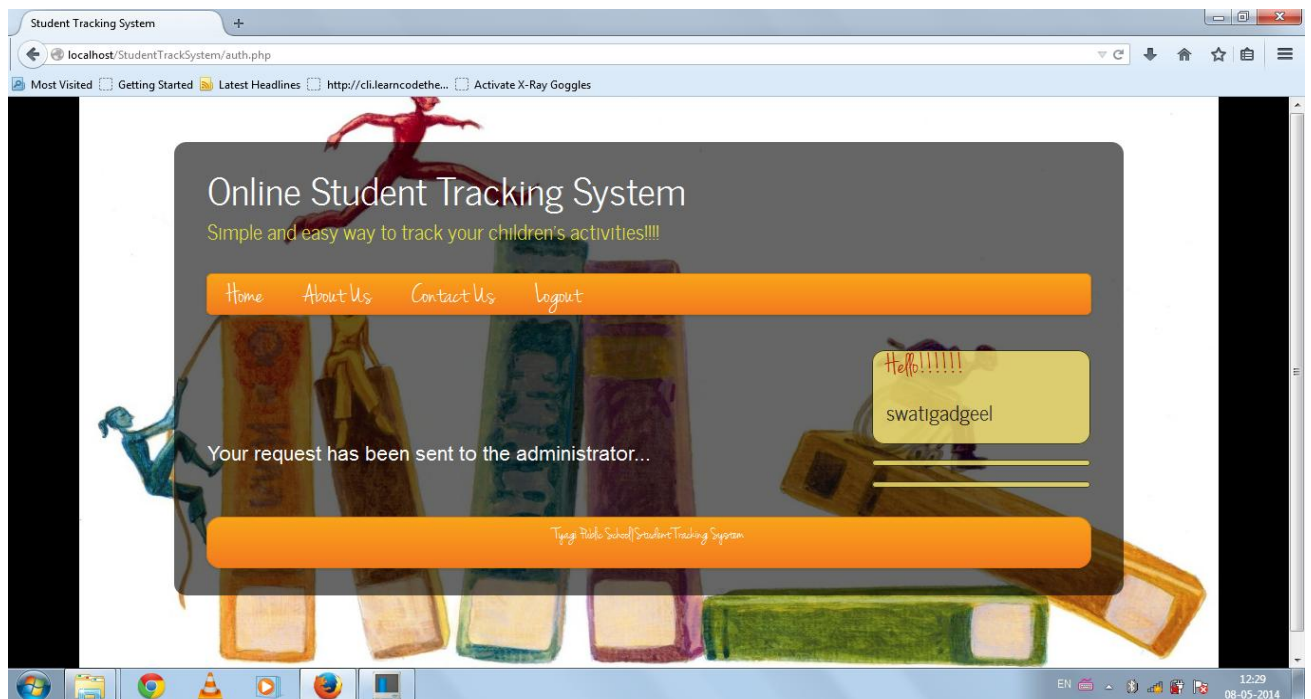 Student Tracking System
localhost/StudentTrackSystem/auth.php
Most Visited Getting Started Latest Headlines http://cli.learncodethe... Activate X-Ray Goggles
Online Student Tracking System
Simple and easy way to track your children's activities!!!!
Home About Us Contact Us Logout
Hello!!!!!!
swatigadgeel
Your request has been sent to the administrator...
Tyagi Public School|Student Tracking System
EN 12:29
08-05-2014